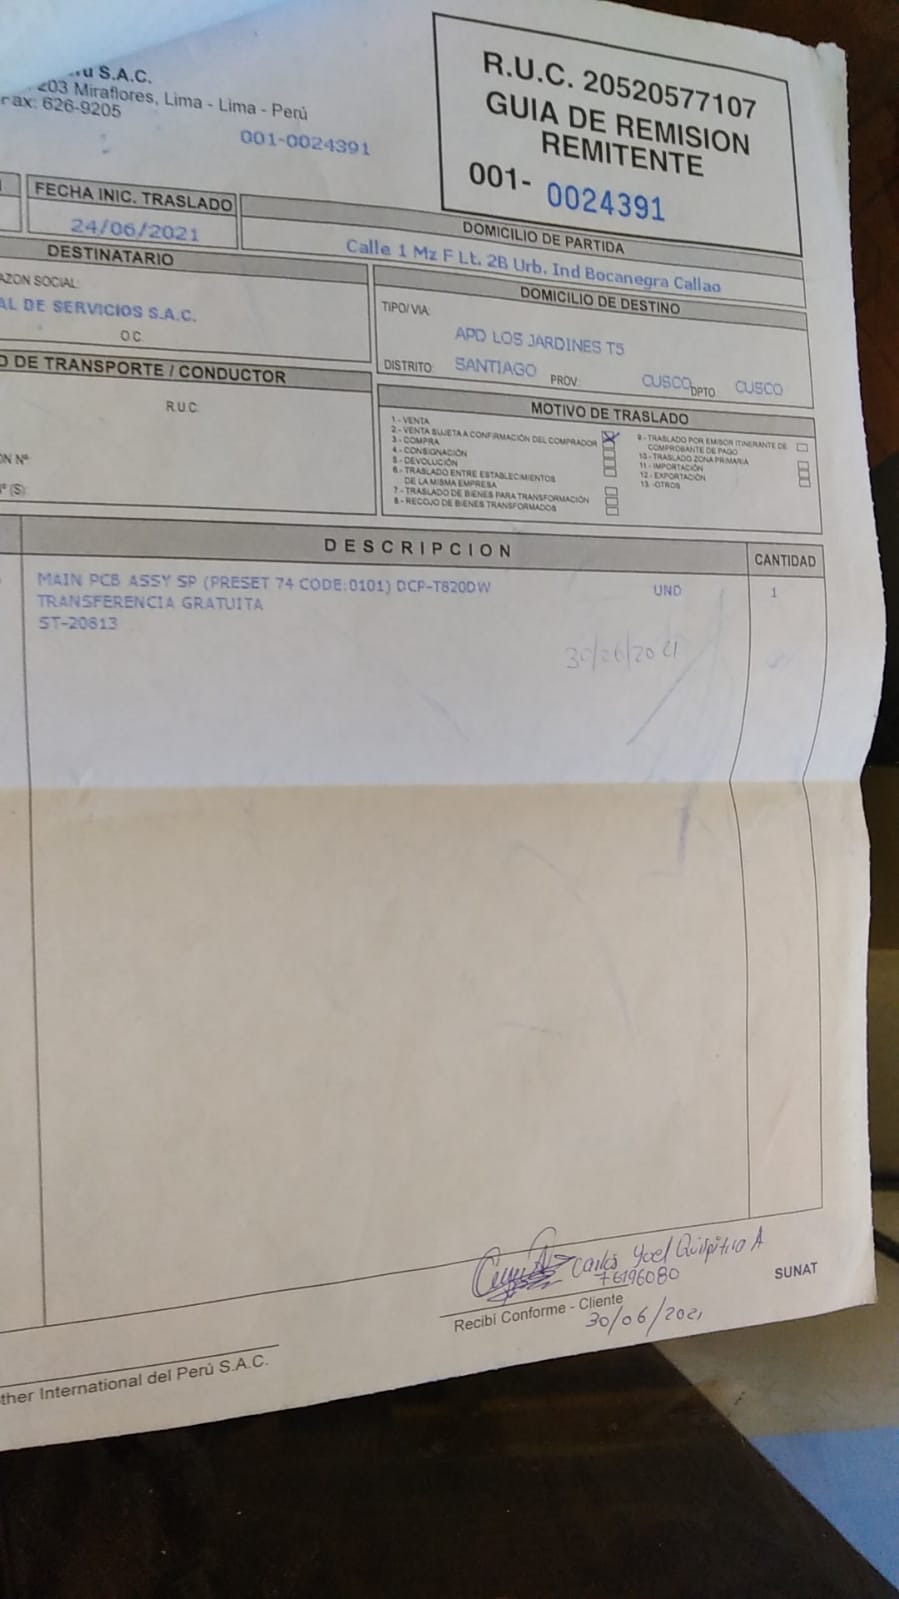 S.A.C.
203 Miraflores, Lima - Lima - Perú
Fax: 626-9205
001-0024391
R.U.C. 20520577107
GUIA DE REMISION
REMITENTE
001- 0024391
FECHA INIC. TRASLADO
24/06/2021
DOMICILIO DE PARTIDA
Calle 1 Mz F Lt. 2B Urb. Ind Bocanegra Callao
DESTINATARIO
AZON SOCIAL:
AL DE SERVICIOS S.A.C.
O.C.
DOMICILIO DE DESTINO
TIPO/VIA:
APD LOS JARDINES T5
DISTRITO: SANTIAGO PROV: CUSCO DPTO CUSCO
O DE TRANSPORTE / CONDUCTOR
R.U.C.
ON Nº
º (S):
MOTIVO DE TRASLADO
1.- VENTA
2.- VENTA SUJETA A CONFIRMACIÓN DEL COMPRADOR
3.- COMPRA
4.- CONSIGNACIÓN
5.- DEVOLUCIÓN
6.- TRASLADO ENTRE ESTABLECIMIENTOS
DE LA MISMA EMPRESA
7.- TRASLADO DE BIENES PARA TRANSFORMACIÓN
8.- RECOJO DE BIENES TRANSFORMADOS
9.- TRASLADO POR EMISOR ITINERANTE DE
COMPROBANTE DE PAGO
10.- TRASLADO ZONA PRIMARIA
11.- IMPORTACIÓN
12.- EXPORTACIÓN
13.- OTROS
DESCRIPCION
CANTIDAD
MAIN PCB ASSY SP (PRESET 74 CODE:0101) DCP-T820DW UND 1
TRANSFERENCIA GRATUITA
ST-20813
30/06/2021
Carlos Yoel Quispitira A
76196080
Recibí Conforme - Cliente
30/06/2021
SUNAT
ther International del Perú S.A.C.